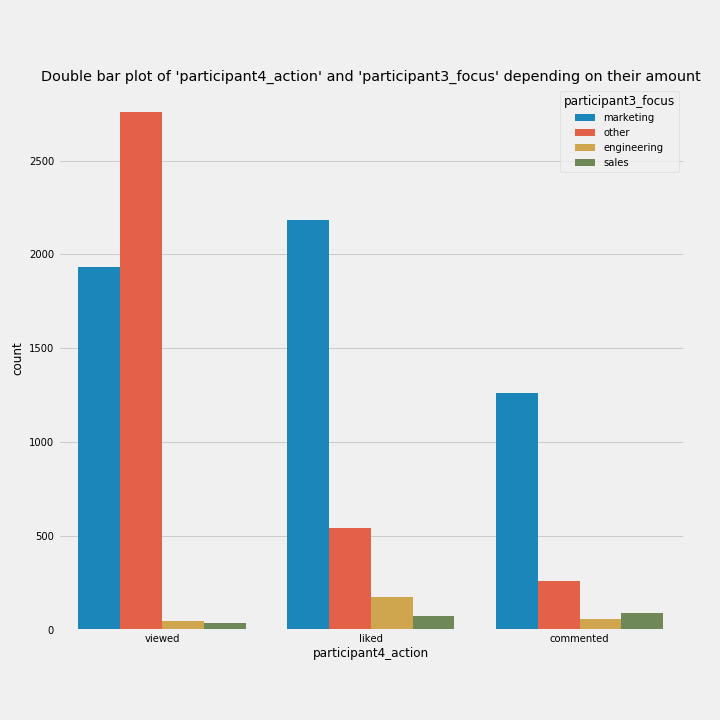 Double bar plot of 'participant4_action' and 'participant3_focus' depending on their amount
participant3_focus
marketing
other
engineering
sales
count
2500
2000
1500
1000
500
0
viewed
liked
commented
participant4_action